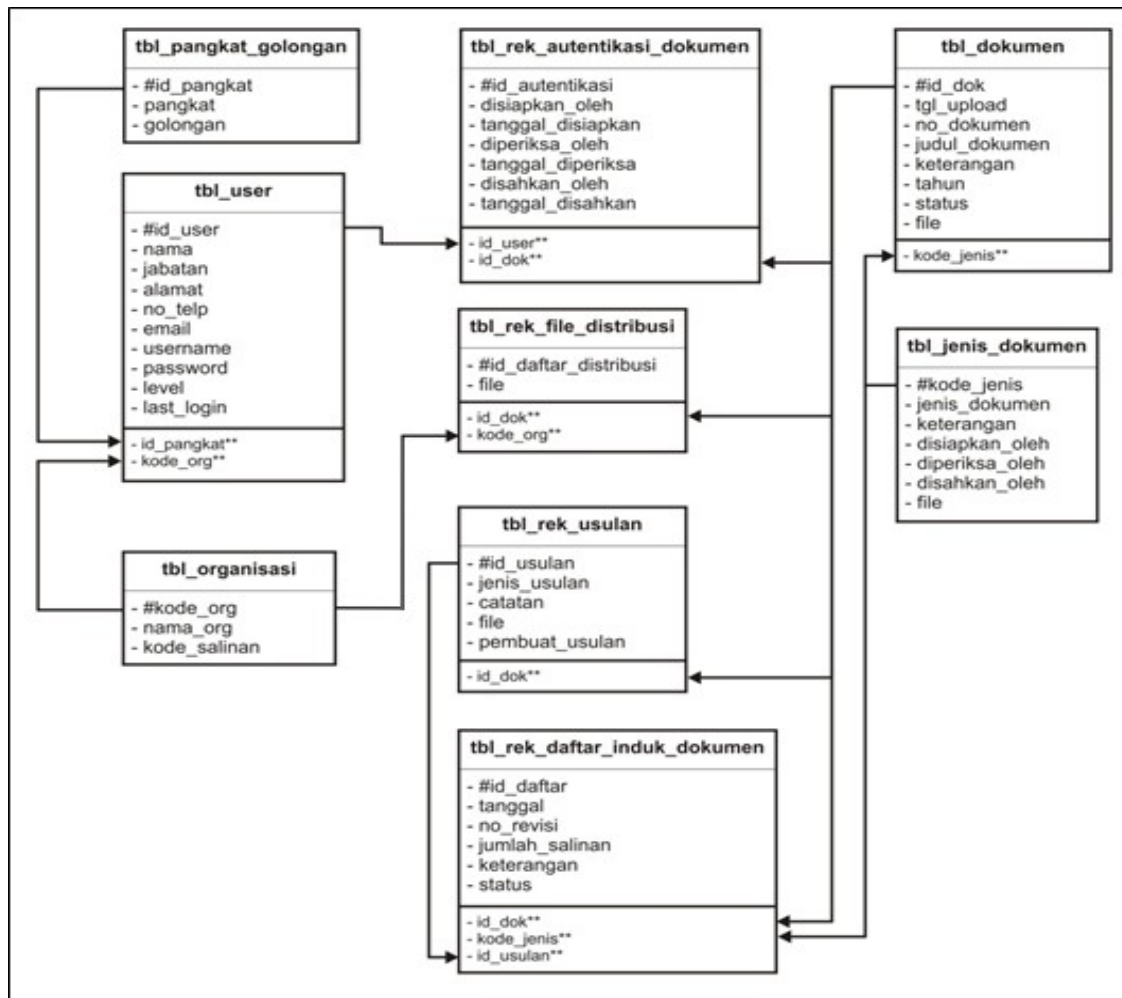 tbl_pangkat_golongan
- #id_pangkat
- pangkat
- golongan
tbl_user
- #id_user
- nama
- jabatan
- alamat
- no_telp
- email
- username
- password
- level
- last_login
- id_pangkat**
- kode_org**
tbl_organisasi
- #kode_org
- nama_org
- kode_salinan
tbl_rek_autentikasi_dokumen
- #id_autentikasi
- disiapkan_oleh
- tanggal_disiapkan
- diperiksa_oleh
- tanggal_diperiksa
- disahkan_oleh
- tanggal_disahkan
- id_user**
- id_dok**
tbl_rek_file_distribusi
- #id_daftar_distribusi
- file
- id_dok**
- kode_org**
tbl_rek_usulan
- #id_usulan
- jenis_usulan
- catatan
- file
- pembuat_usulan
- id_dok**
tbl_rek_daftar_induk_dokumen
- #id_daftar
- tanggal
- no_revisi
- jumlah_salinan
- keterangan
- status
- id_dok**
- kode_jenis**
- id_usulan**
tbl_dokumen
- #id_dok
- tgl_upload
- no_dokumen
- judul_dokumen
- keterangan
- tahun
- status
- file
- kode_jenis**
tbl_jenis_dokumen
- #kode_jenis
- jenis_dokumen
- keterangan
- disiapkan_oleh
- diperiksa_oleh
- disahkan_oleh
- file